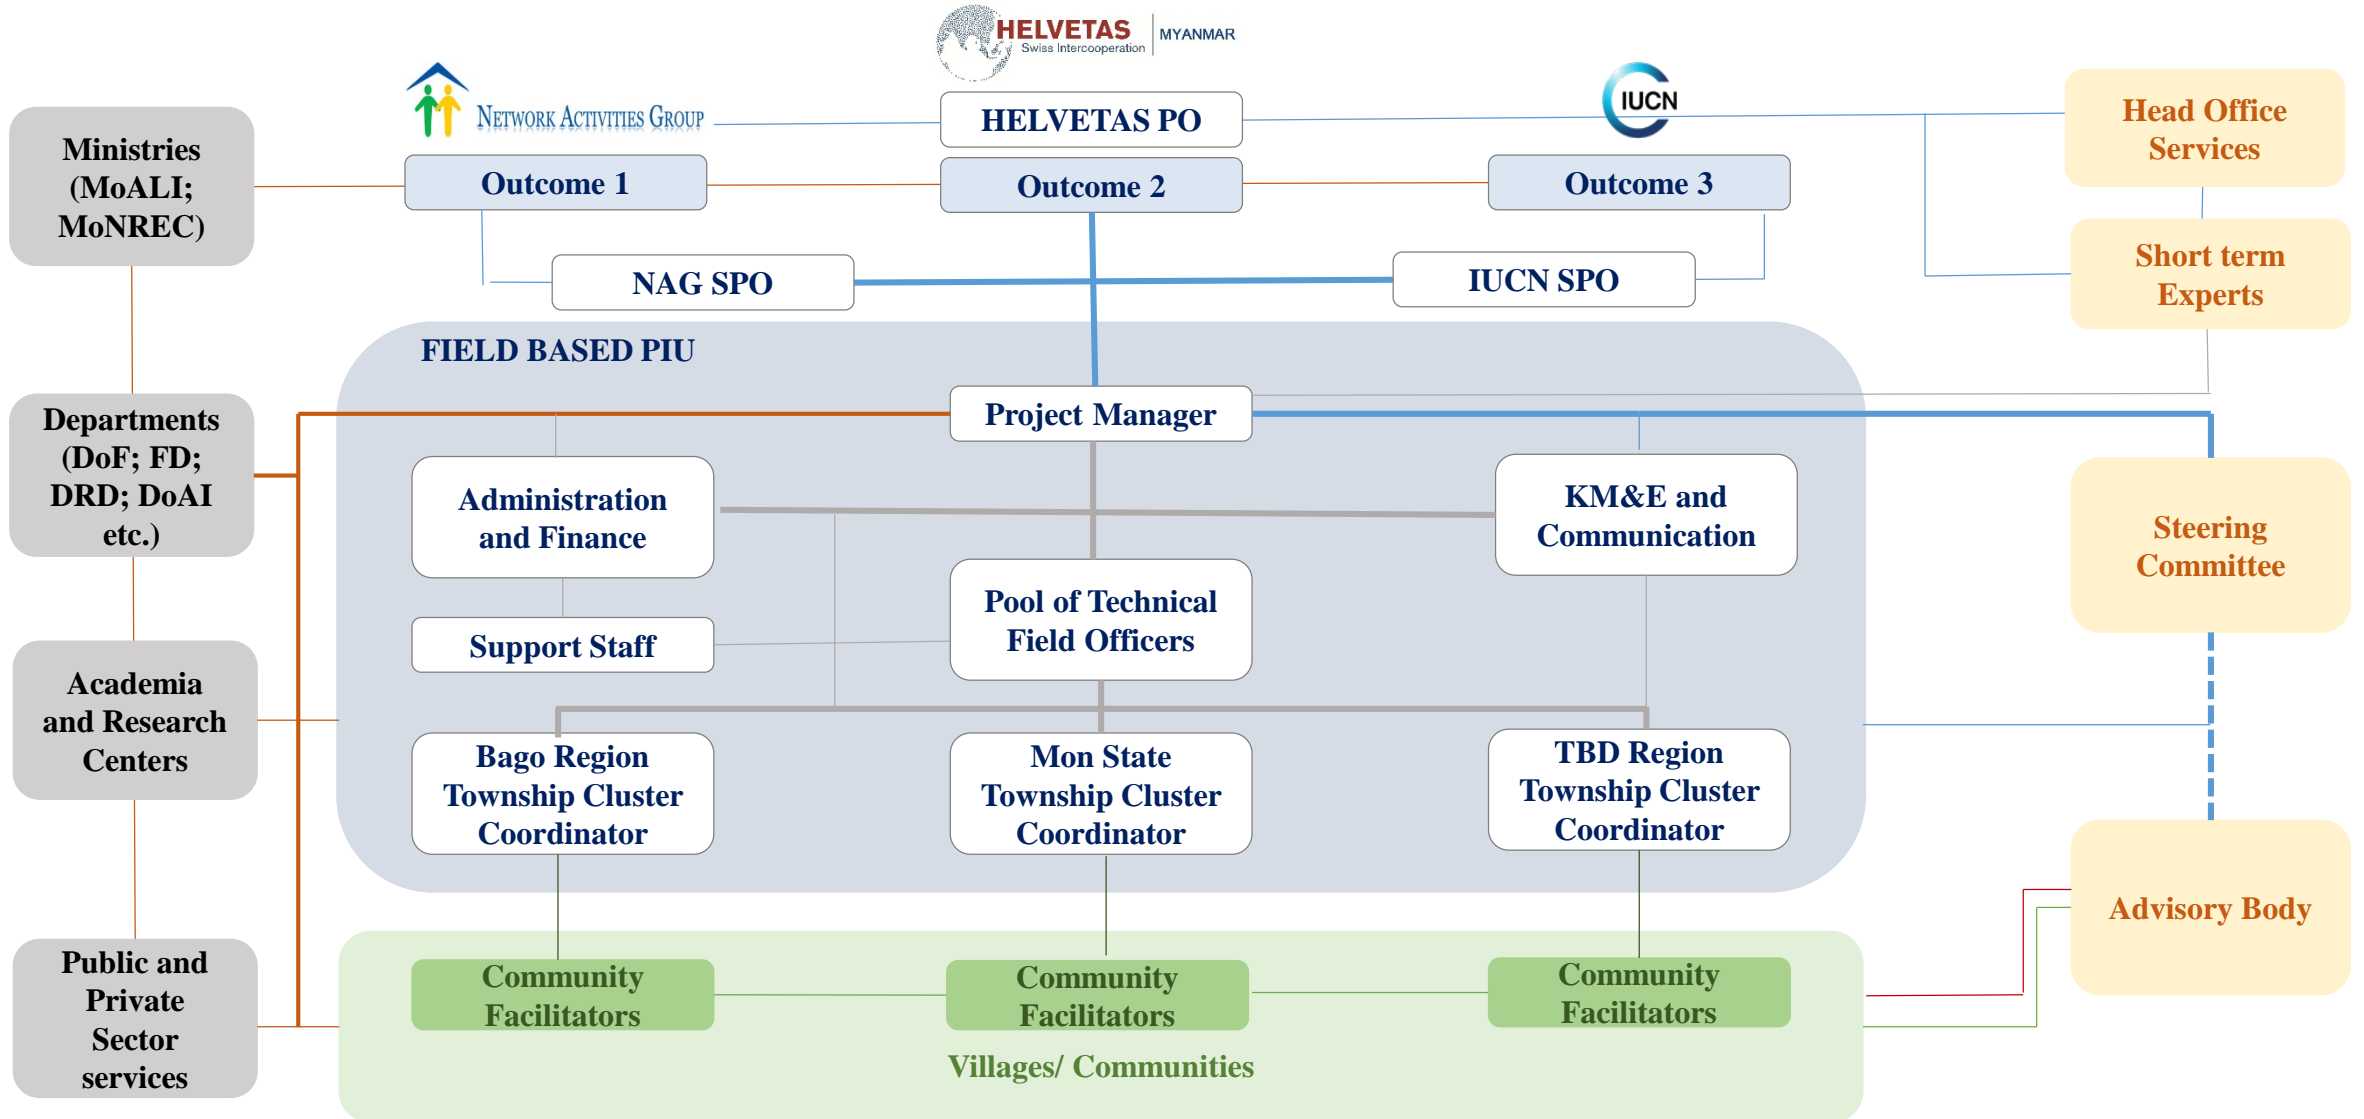 HELVETAS
Swiss Intercooperation
MYANMAR
NETWORK ACTIVITIES GROUP
HELVETAS PO
IUCN
Head Office
Services
Ministries
(MoALI;
MoNREC)
Outcome 1
Outcome 2
Outcome 3
NAG SPO
IUCN SPO
Short term
Experts
FIELD BASED PIU
Departments
(DoF; FD;
DRD; DoAI
etc.)
Project Manager
Administration
and Finance
KM&E and
Communication
Steering
Committee
Pool of Technical
Field Officers
Support Staff
Academia
and Research
Centers
Bago Region
Township Cluster
Coordinator
Mon State
Township Cluster
Coordinator
TBD Region
Township Cluster
Coordinator
Advisory Body
Public and
Private
Sector
services
Community
Facilitators
Community
Facilitators
Community
Facilitators
Villages/ Communities